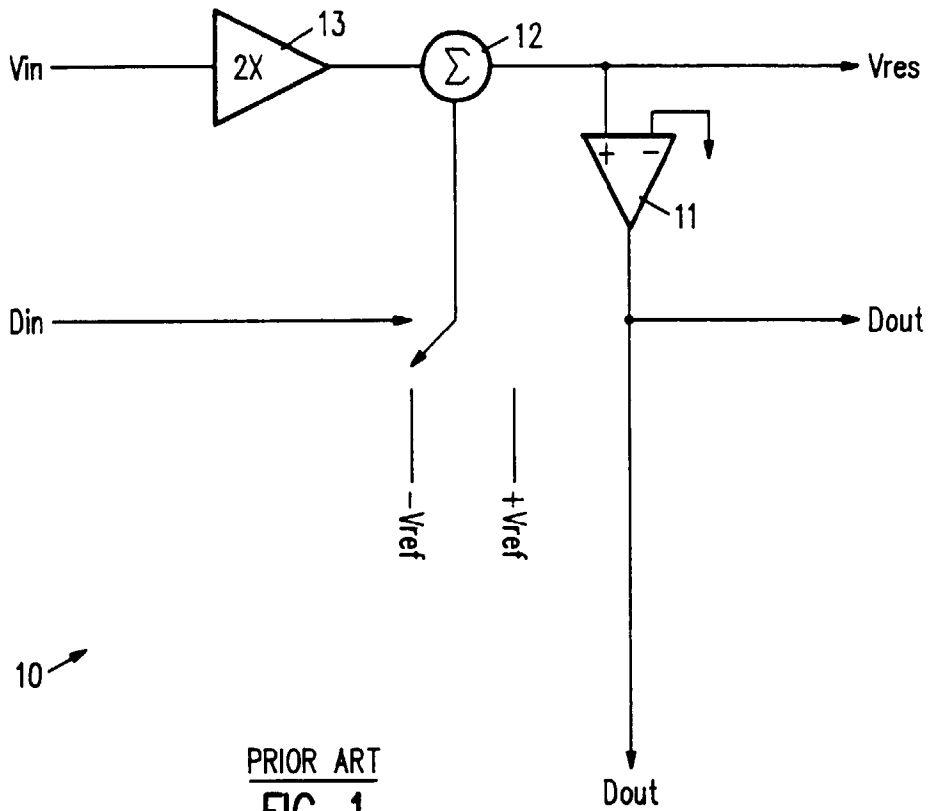 13
12
Vin
2X
Σ
Vres
+
−
11
Din
Dout
−Vref
+Vref
10
PRIOR ART
FIG. 1
Dout